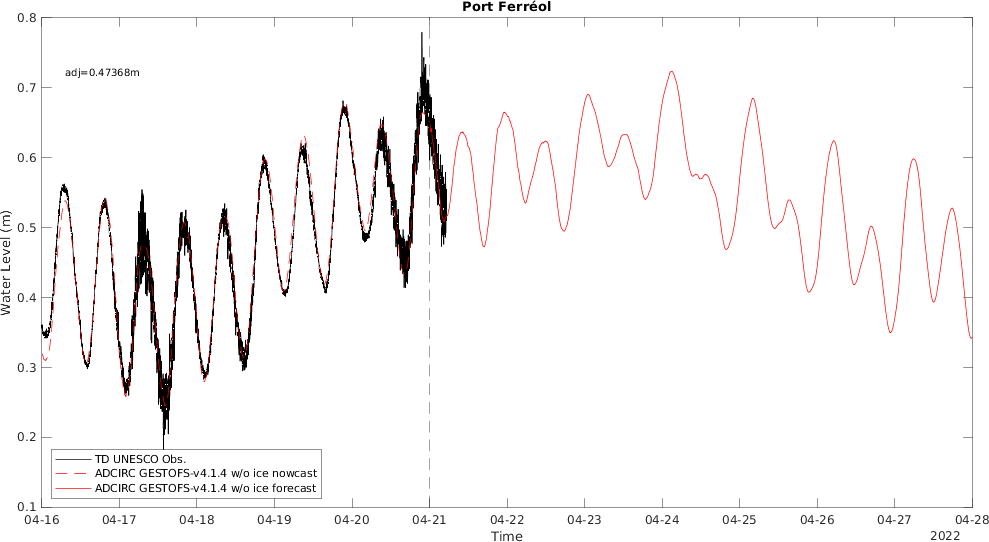 Port Ferréol
0.8
0.7
0.6
0.5
0.4
0.3
0.2
0.1
Water Level (m)
adj=0.47368m
TD UNESCO Obs.
ADCIRC GESTOFS-v4.1.4 w/o ice nowcast
ADCIRC GESTOFS-v4.1.4 w/o ice forecast
04-16 04-17 04-18 04-19 04-20 04-21 04-22 04-23 04-24 04-25 04-26 04-27 04-28
Time
2022